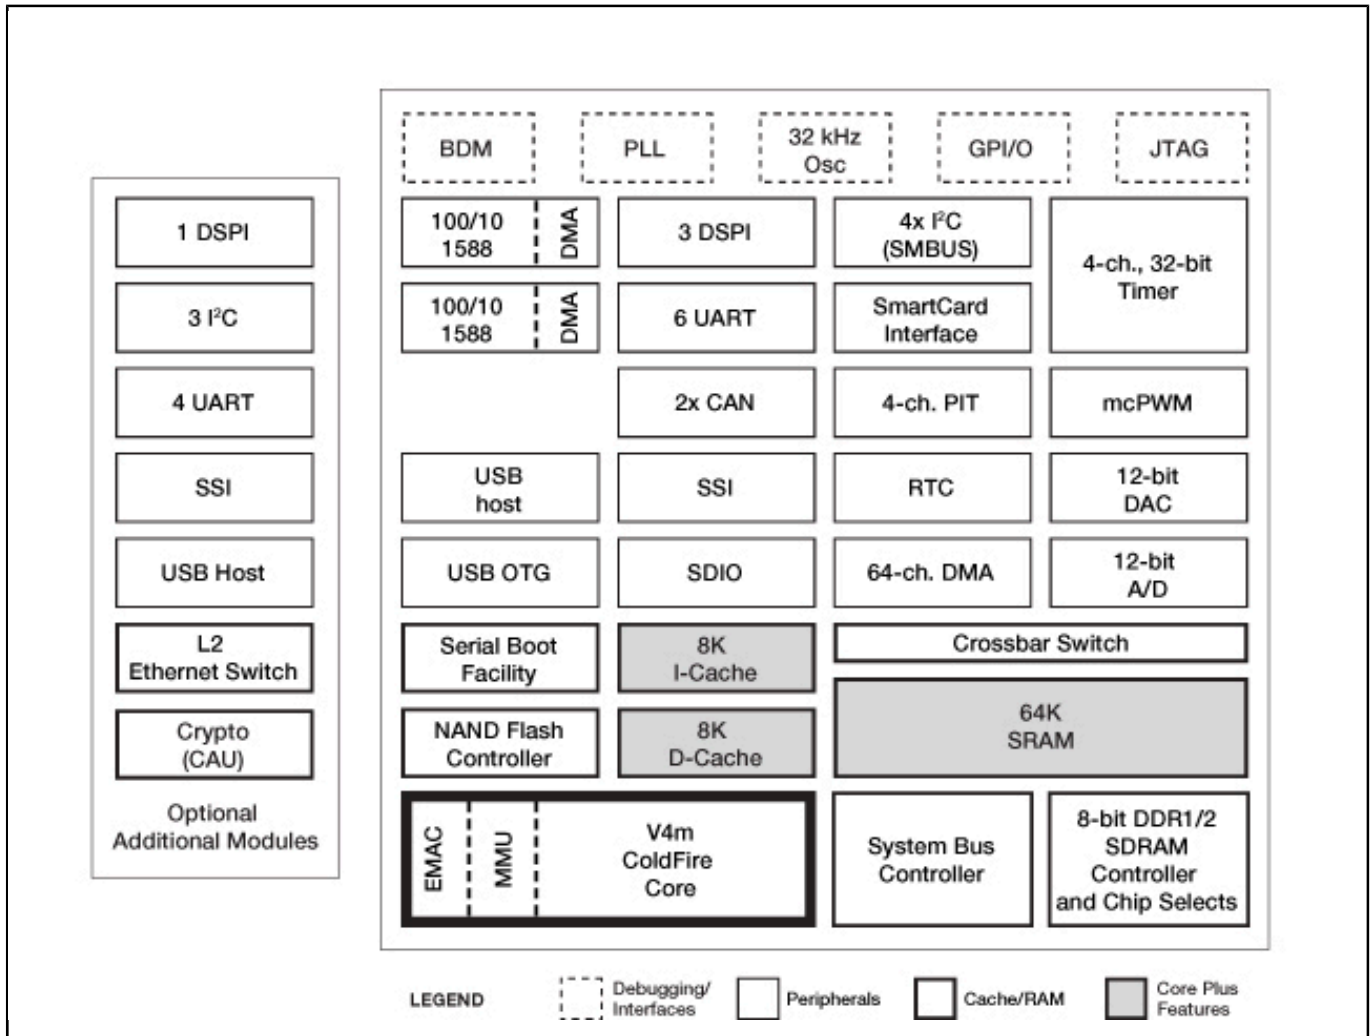 BDM
PLL
32 kHz
Osc
GPI/O
JTAG
1 DSPI
3 I²C
4 UART
SSI
USB Host
L2
Ethernet Switch
Crypto
(CAU)
Optional
Additional Modules
100/10
1588
DMA
3 DSPI
4x I²C
(SMBUS)
4-ch., 32-bit
Timer
100/10
1588
DMA
6 UART
SmartCard
Interface
2x CAN
4-ch. PIT
mcPWM
USB
host
SSI
RTC
12-bit
DAC
USB OTG
SDIO
64-ch. DMA
12-bit
A/D
Serial Boot
Facility
8K
I-Cache
Crossbar Switch
NAND Flash
Controller
8K
D-Cache
64K
SRAM
EMAC
MMU
V4m
ColdFire
Core
System Bus
Controller
8-bit DDR1/2
SDRAM
Controller
and Chip Selects
LEGEND
Debugging/
Interfaces
Peripherals
Cache/RAM
Core Plus
Features